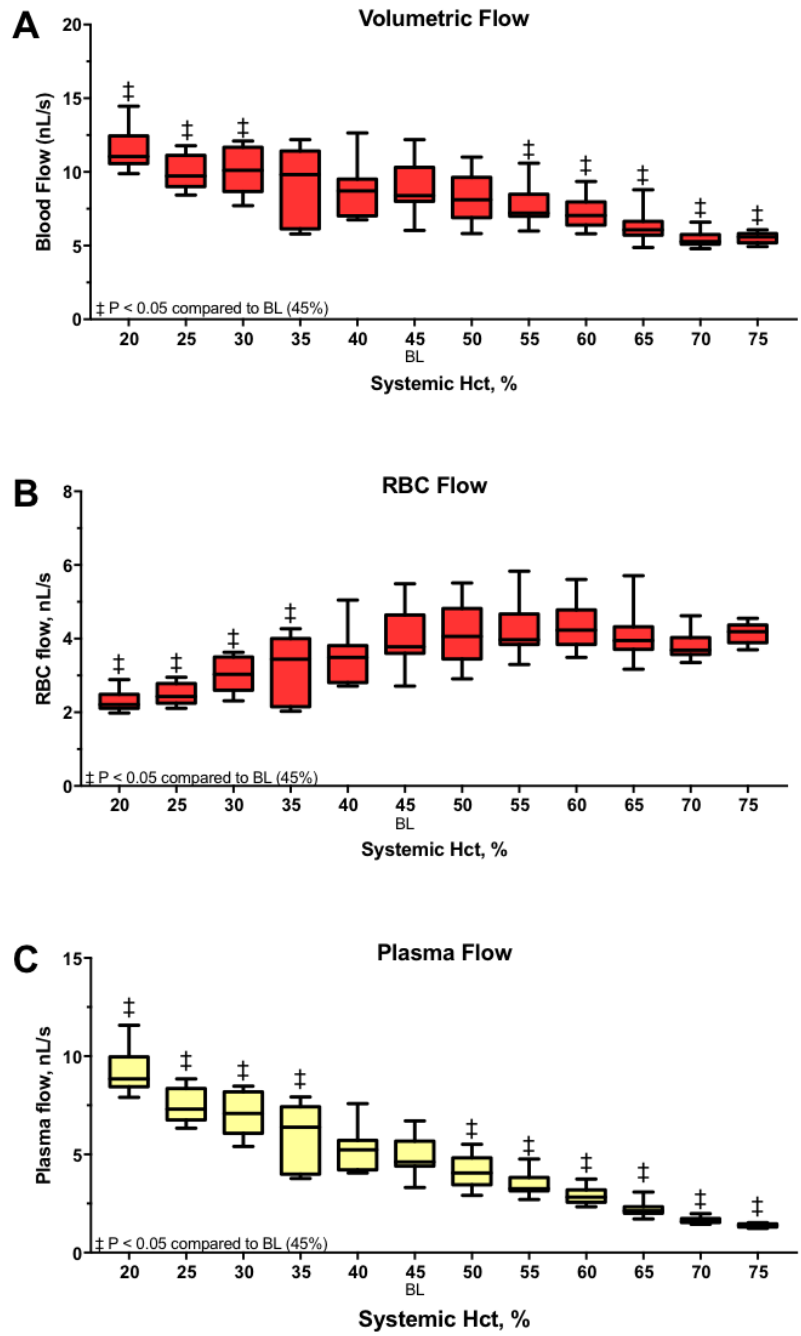 A
Volumetric Flow
20
15
10
5
0
Blood Flow (nL/s)
‡ ‡ ‡ ‡ ‡ ‡ ‡ ‡
‡ P < 0.05 compared to BL (45%)
20 25 30 35 40 45 50 55 60 65 70 75
BL
Systemic Hct, %
B
RBC Flow
8
6
4
2
0
RBC flow, nL/s
‡ ‡ ‡ ‡
‡ P < 0.05 compared to BL (45%)
20 25 30 35 40 45 50 55 60 65 70 75
BL
Systemic Hct, %
C
Plasma Flow
15
10
5
0
Plasma flow, nL/s
‡ ‡ ‡ ‡ ‡ ‡ ‡ ‡ ‡ ‡
‡ P < 0.05 compared to BL (45%)
20 25 30 35 40 45 50 55 60 65 70 75
BL
Systemic Hct, %